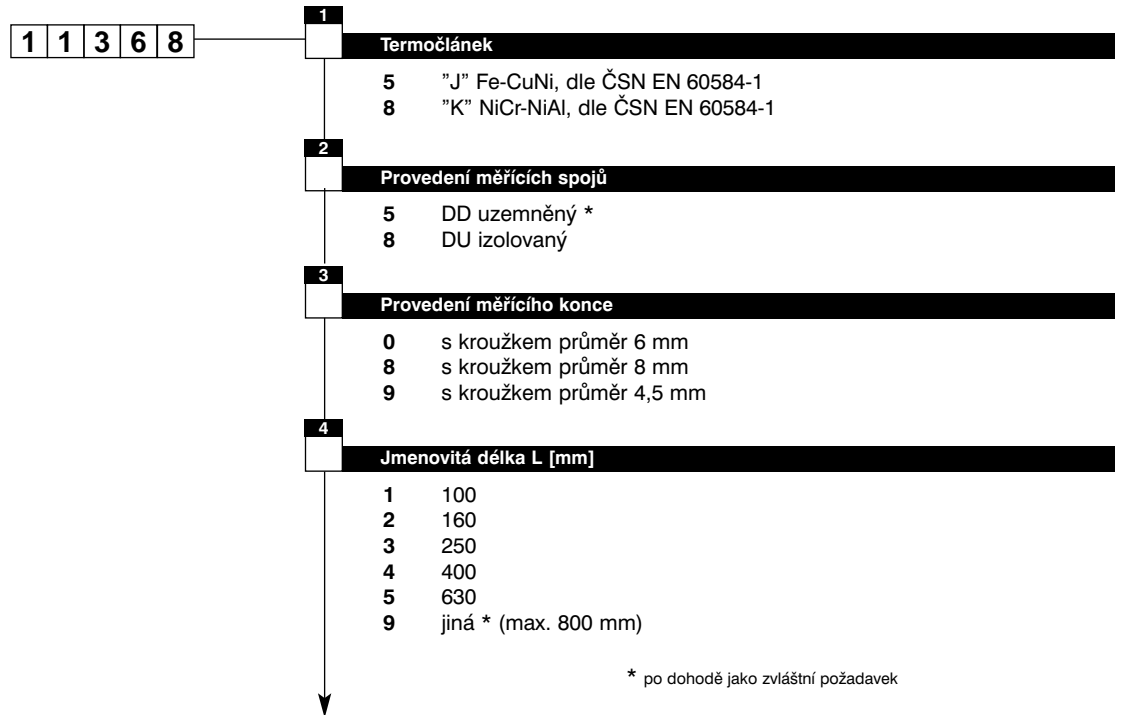 1 1 3 6 8
1
Termočlánek
5 ”J” Fe-CuNi, dle ČSN EN 60584-1
8 ”K” NiCr-NiAl, dle ČSN EN 60584-1
2
Provedení měřících spojů
5 DD uzemněný *
8 DU izolovaný
3
Provedení měřícího konce
0 s kroužkem průměr 6 mm
8 s kroužkem průměr 8 mm
9 s kroužkem průměr 4,5 mm
4
Jmenovitá délka L [mm]
1 100
2 160
3 250
4 400
5 630
9 jiná * (max. 800 mm)
* po dohodě jako zvláštní požadavek